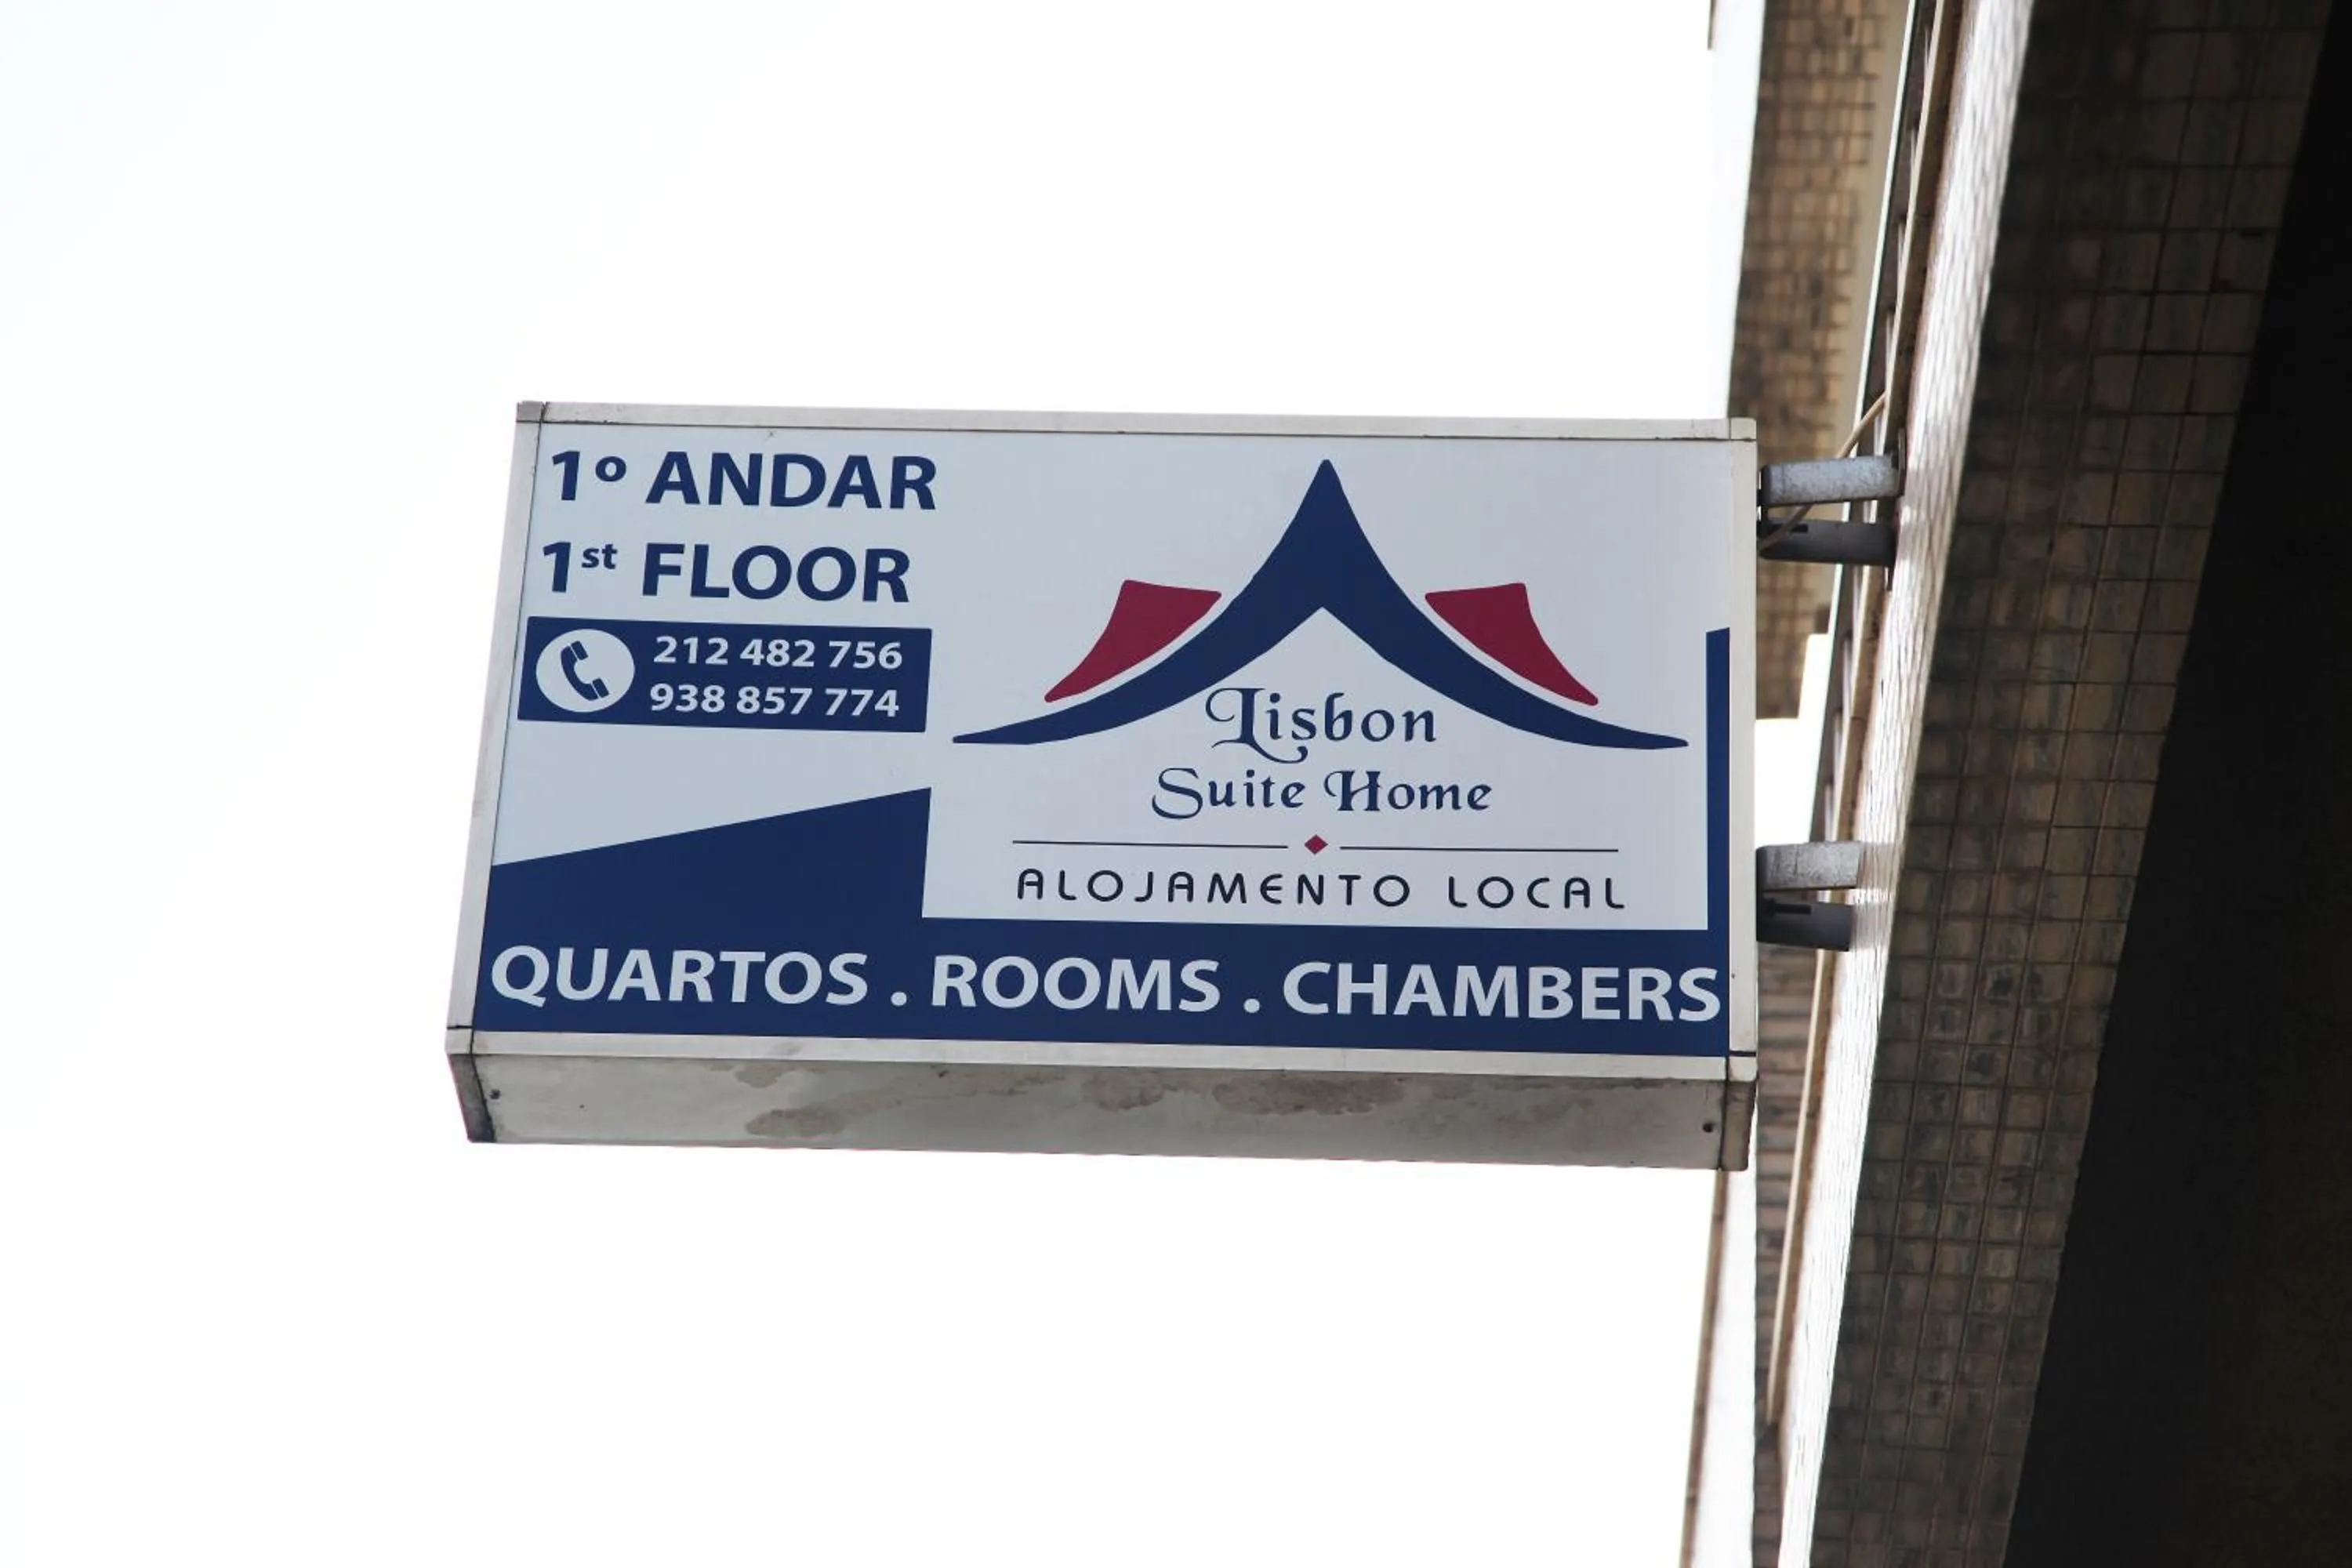 1º ANDAR
1st FLOOR
212 482 756
938 857 774
Lisbon
Suite Home
ALOJAMENTO LOCAL
QUARTOS . ROOMS . CHAMBERS